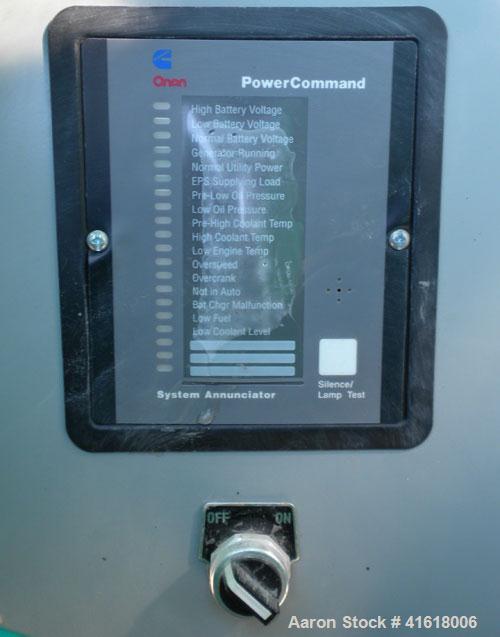 Onan
PowerCommand
High Battery Voltage
Low Battery Voltage
Normal Battery Voltage
Generator Running
Normal Utility Power
EPS Supplying Load
Pre-Low Oil Pressure
Low Oil Pressure
Pre-High Coolant Temp
High Coolant Temp
Low Engine Temp
Overspeed
Overcrank
Not in Auto
Bat Chgr Malfunction
Low Fuel
Low Coolant Level
System Annunciator
Silence/
Lamp Test
OFF ON
Aaron Stock # 41618006